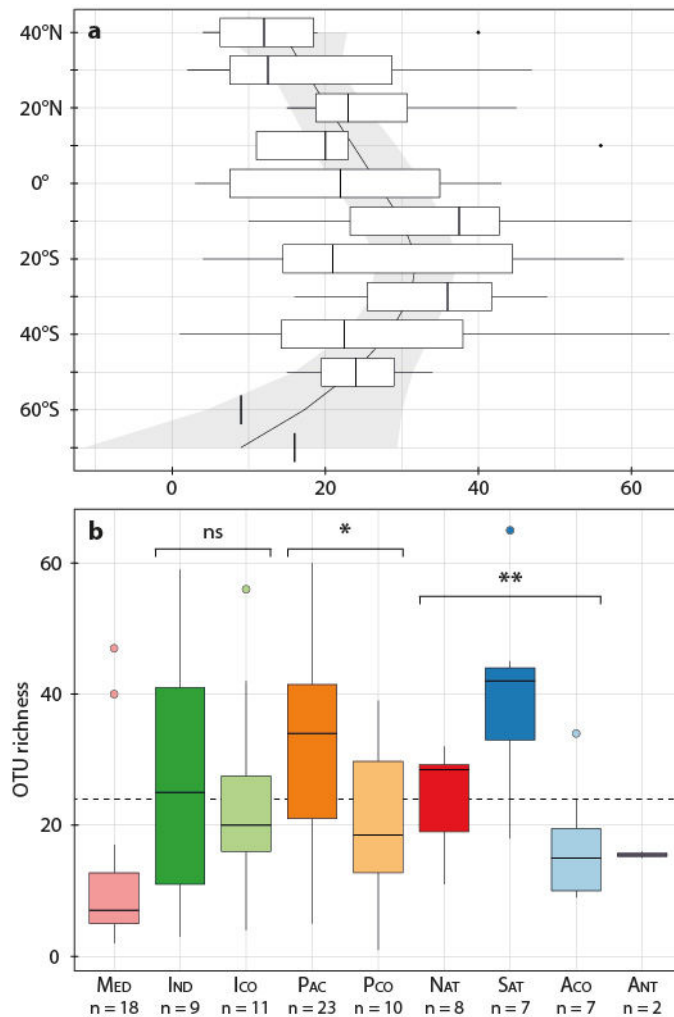 a
40°N
20°N
0°
20°S
40°S
60°S
0 20 40 60
b
ns * **
OTU richness
60
40
20
0
MED IND ICO PAC PCO NAT SAT ACO ANT
n = 18 n = 9 n = 11 n = 23 n = 10 n = 8 n = 7 n = 7 n = 2